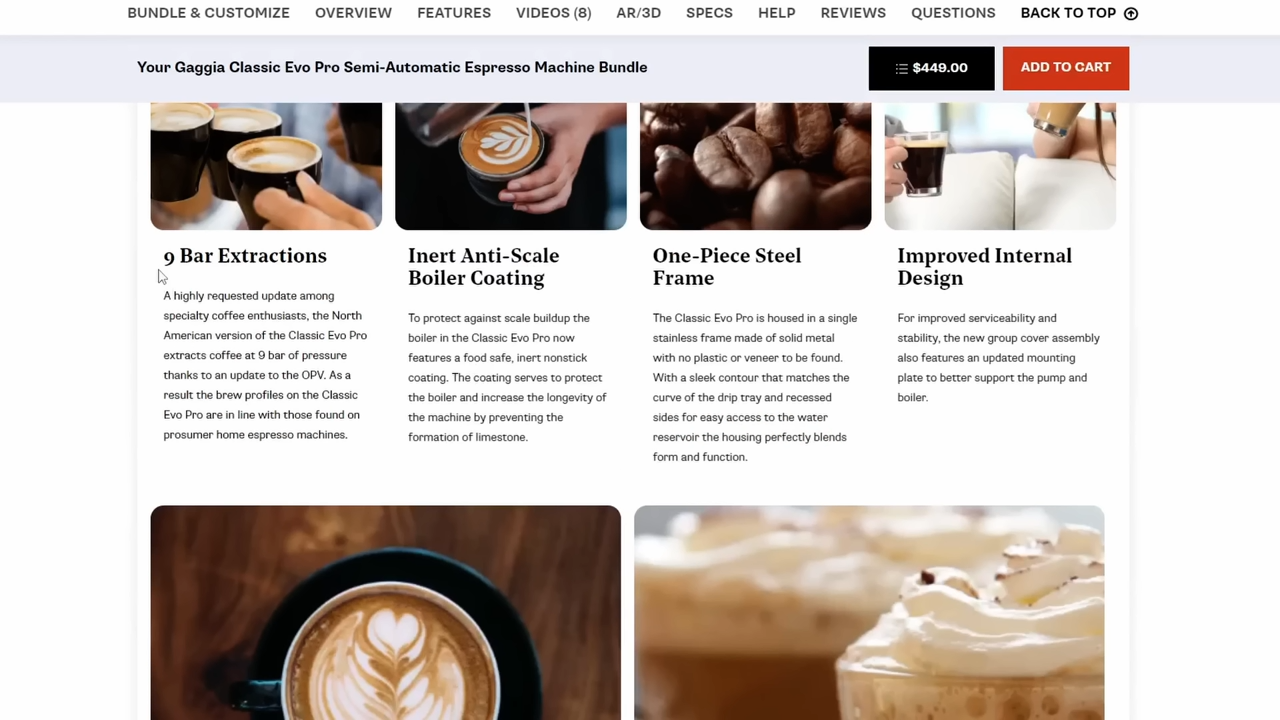 BUNDLE & CUSTOMIZE OVERVIEW FEATURES VIDEOS (8) AR/3D SPECS HELP REVIEWS QUESTIONS BACK TO TOP
Your Gaggia Classic Evo Pro Semi-Automatic Espresso Machine Bundle
$449.00
ADD TO CART
9 Bar Extractions
A highly requested update among
specialty coffee enthusiasts, the North
American version of the Classic Evo Pro
extracts coffee at 9 bar of pressure
thanks to an update to the OPV. As a
result the brew profiles on the Classic
Evo Pro are in line with those found on
prosumer home espresso machines.
Inert Anti-Scale
Boiler Coating
To protect against scale buildup the
boiler in the Classic Evo Pro now
features a food safe, inert nonstick
coating. The coating serves to protect
the boiler and increase the longevity of
the machine by preventing the
formation of limestone.
One-Piece Steel
Frame
The Classic Evo Pro is housed in a single
stainless frame made of solid metal
with no plastic or veneer to be found.
With a sleek contour that matches the
curve of the drip tray and recessed
sides for easy access to the water
reservoir the housing perfectly blends
form and function.
Improved Internal
Design
For improved serviceability and
stability, the new group cover assembly
also features an updated mounting
plate to better support the pump and
boiler.